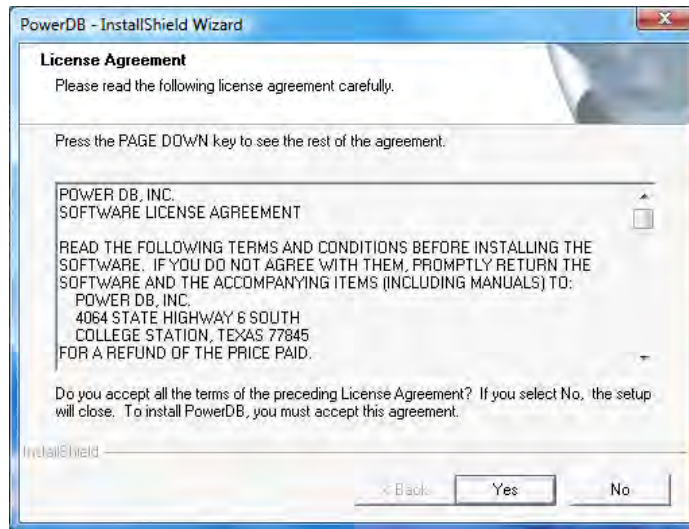 PowerDB - InstallShield Wizard
License Agreement
Please read the following license agreement carefully.
Press the PAGE DOWN key to see the rest of the agreement.
POWER DB, INC.
SOFTWARE LICENSE AGREEMENT
READ THE FOLLOWING TERMS AND CONDITIONS BEFORE INSTALLING THE
SOFTWARE. IF YOU DO NOT AGREE WITH THEM, PROMPTLY RETURN THE
SOFTWARE AND THE ACCOMPANYING ITEMS (INCLUDING MANUALS) TO:
POWER DB, INC.
4064 STATE HIGHWAY 6 SOUTH
COLLEGE STATION, TEXAS 77845
FOR A REFUND OF THE PRICE PAID.
Do you accept all the terms of the preceding License Agreement? If you select No, the setup
will close. To install PowerDB, you must accept this agreement.
InstallShield
< Back
Yes
No